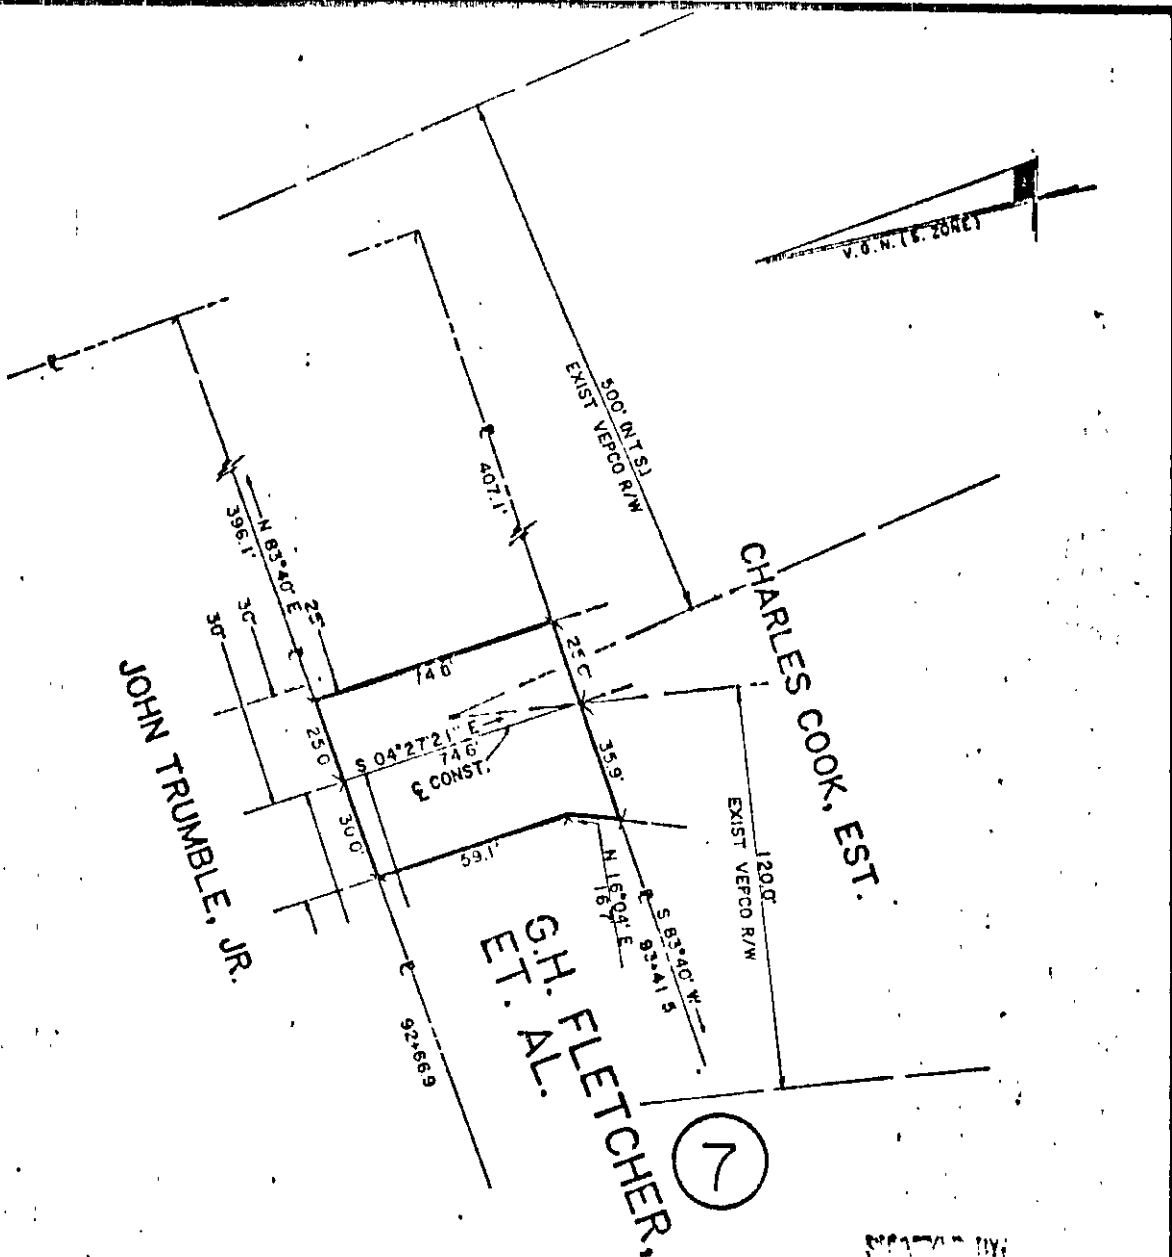 V.D.N. (S. ZONE)
500' (N.T.S.)
EXIST VEPCO R/W
CHARLES COOK, EST.
407.1'
N 83°40' E
396.1'
25'
30'
30'
74.6'
25.0'
35.9'
S 04°27'21" E
74.6'
℄ CONST.
25.0
30.0'
59.1'
N 16°04' E
16.7'
120.0'
EXIST VEPCO R/W
S 83°40' W
93+41.5
JOHN TRUMBLE, JR.
G.H. FLETCHER,
ET. AL.
92+66.9
7